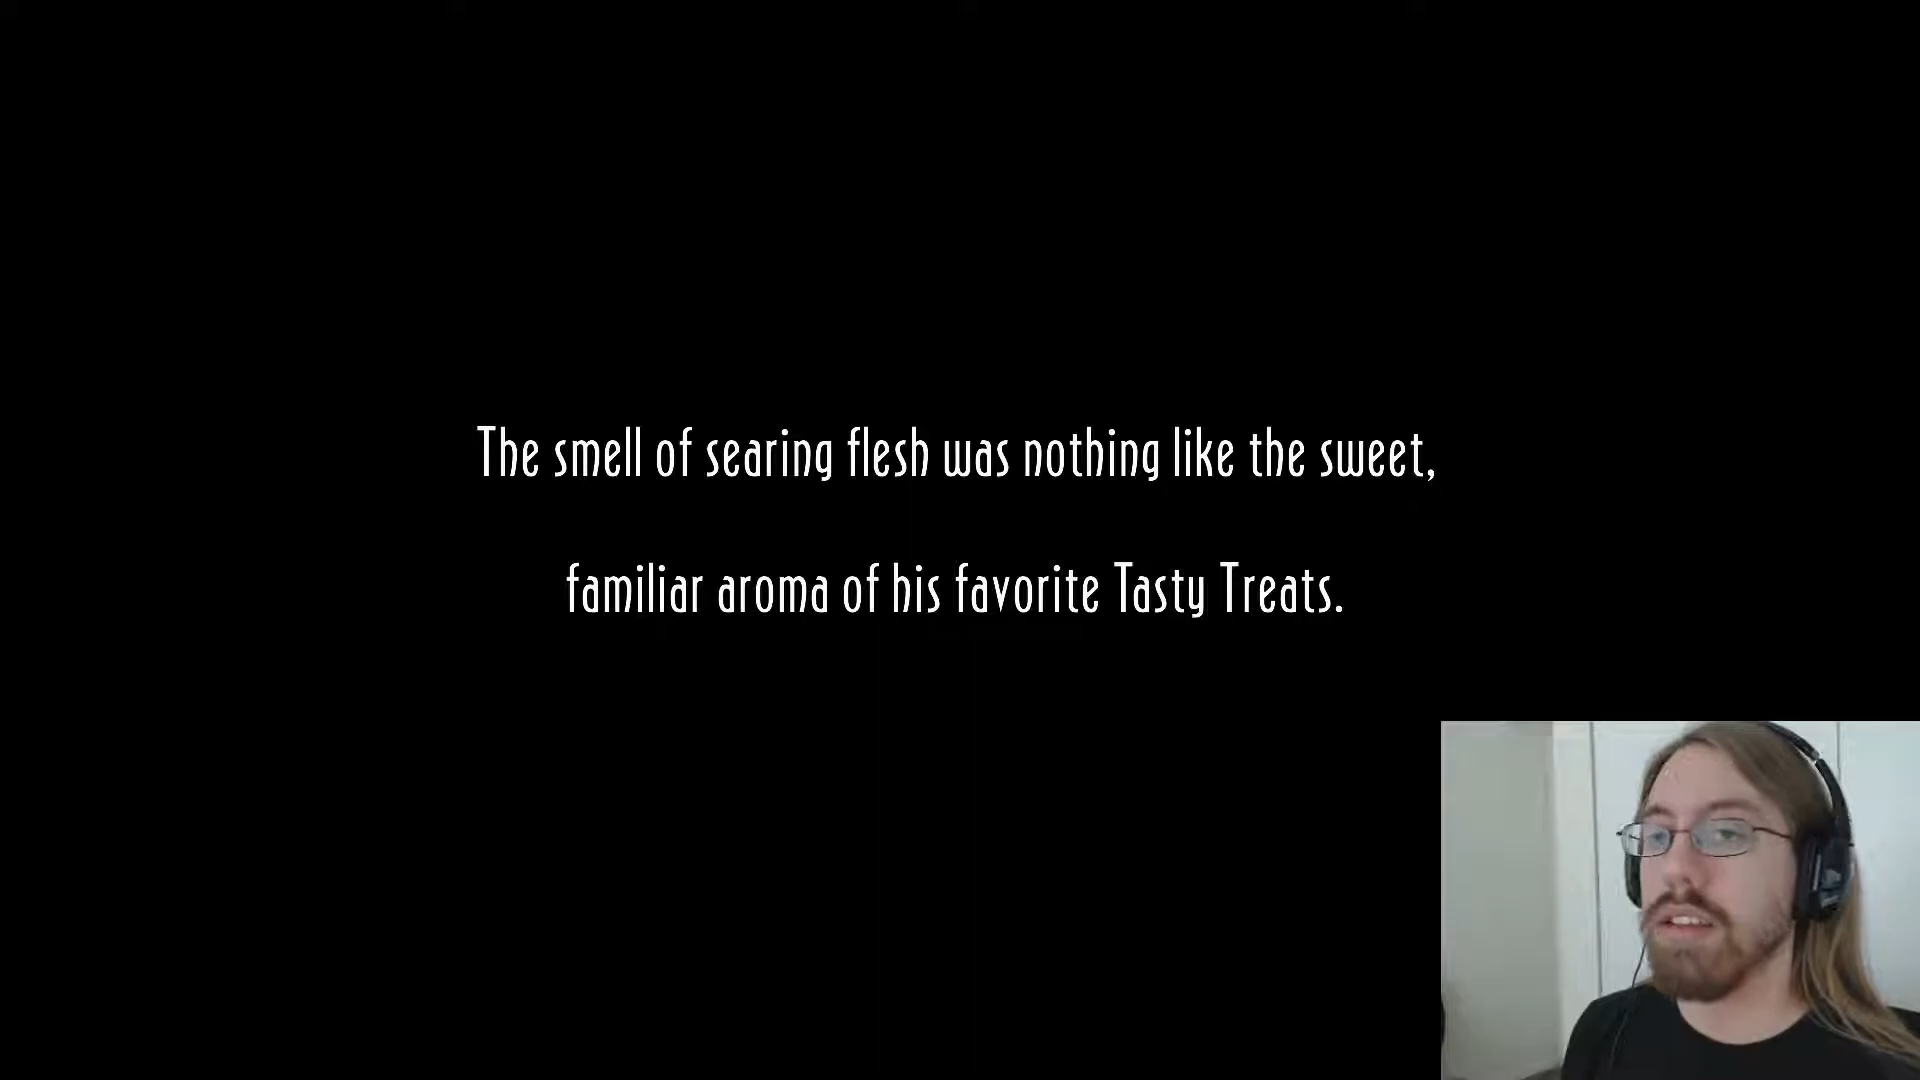 The smell of searing flesh was nothing like the sweet,
familiar aroma of his favorite Tasty Treats.